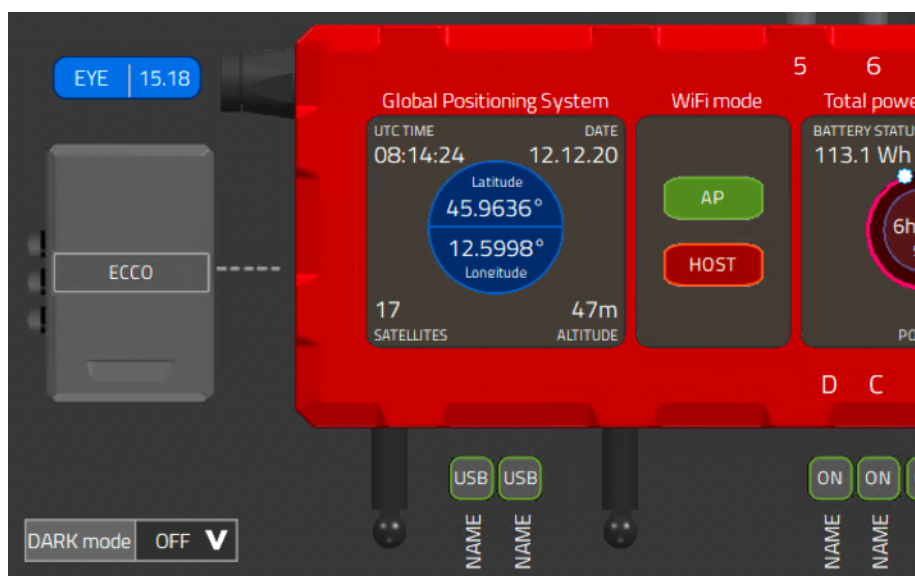 5 6
EYE 15.18
Global Positioning System
WiFi mode
Total powe
UTC TIME DATE
08:14:24 12.12.20
Latitude
45.9636°
12.5998°
Longitude
17 47m
SATELLITES ALTITUDE
AP
HOST
BATTERY STATU
113.1 Wh
6h
PO
ECCO
D C
USB USB
NAME NAME
ON ON
NAME NAME
DARK mode OFF V